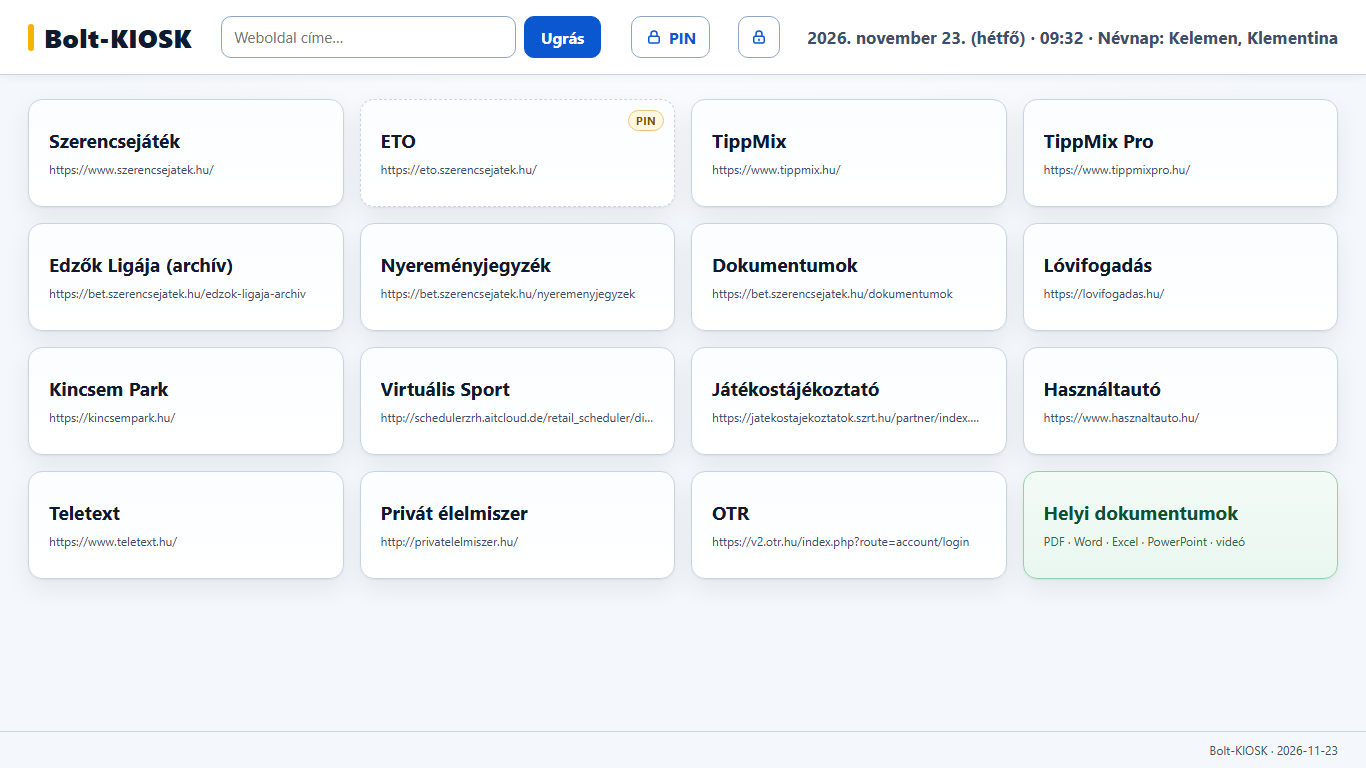 Bolt-KIOSK
Weboldal címe...
Ugrás
PIN
2026. november 23. (hétfő) · 09:32 · Névnap: Kelemen, Klementina
Szerencsejáték
https://www.szerencsejatek.hu/
PIN
ETO
https://eto.szerencsejatek.hu/
TippMix
https://www.tippmix.hu/
TippMix Pro
https://www.tippmixpro.hu/
Edzők Ligája (archív)
https://bet.szerencsejatek.hu/edzok-ligaja-archiv
Nyereményjegyzék
https://bet.szerencsejatek.hu/nyeremenyjegyzek
Dokumentumok
https://bet.szerencsejatek.hu/dokumentumok
Lóvifogadás
https://lovifogadas.hu/
Kincsem Park
https://kincsempark.hu/
Virtuális Sport
http://schedulerzrh.aitcloud.de/retail_scheduler/di...
Játékostájékoztató
https://jatekostajekoztatok.szrt.hu/partner/index....
Használtautó
https://www.hasznaltauto.hu/
Teletext
https://www.teletext.hu/
Privát élelmiszer
http://privatelelmiszer.hu/
OTR
https://v2.otr.hu/index.php?route=account/login
Helyi dokumentumok
PDF · Word · Excel · PowerPoint · videó
Bolt-KIOSK · 2026-11-23